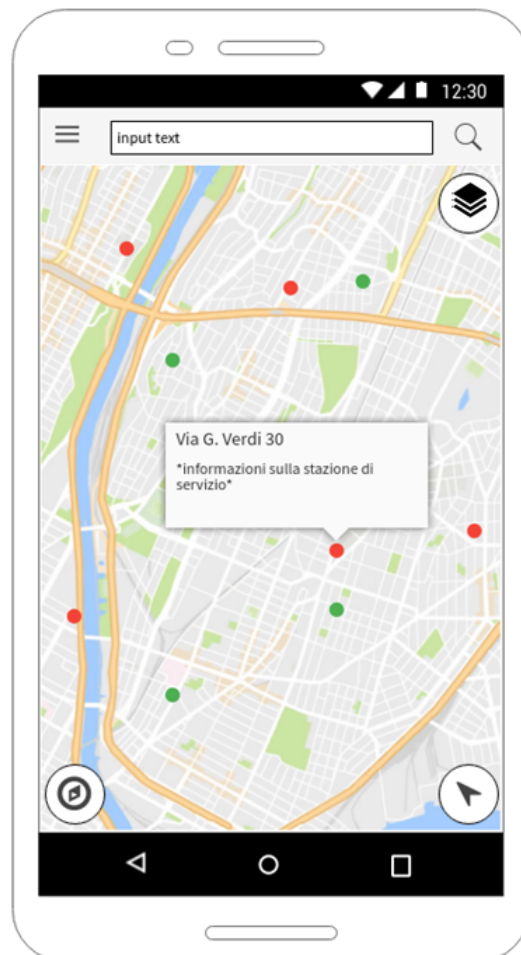 12:30
input text
Via G. Verdi 30
*informazioni sulla stazione di
servizio*